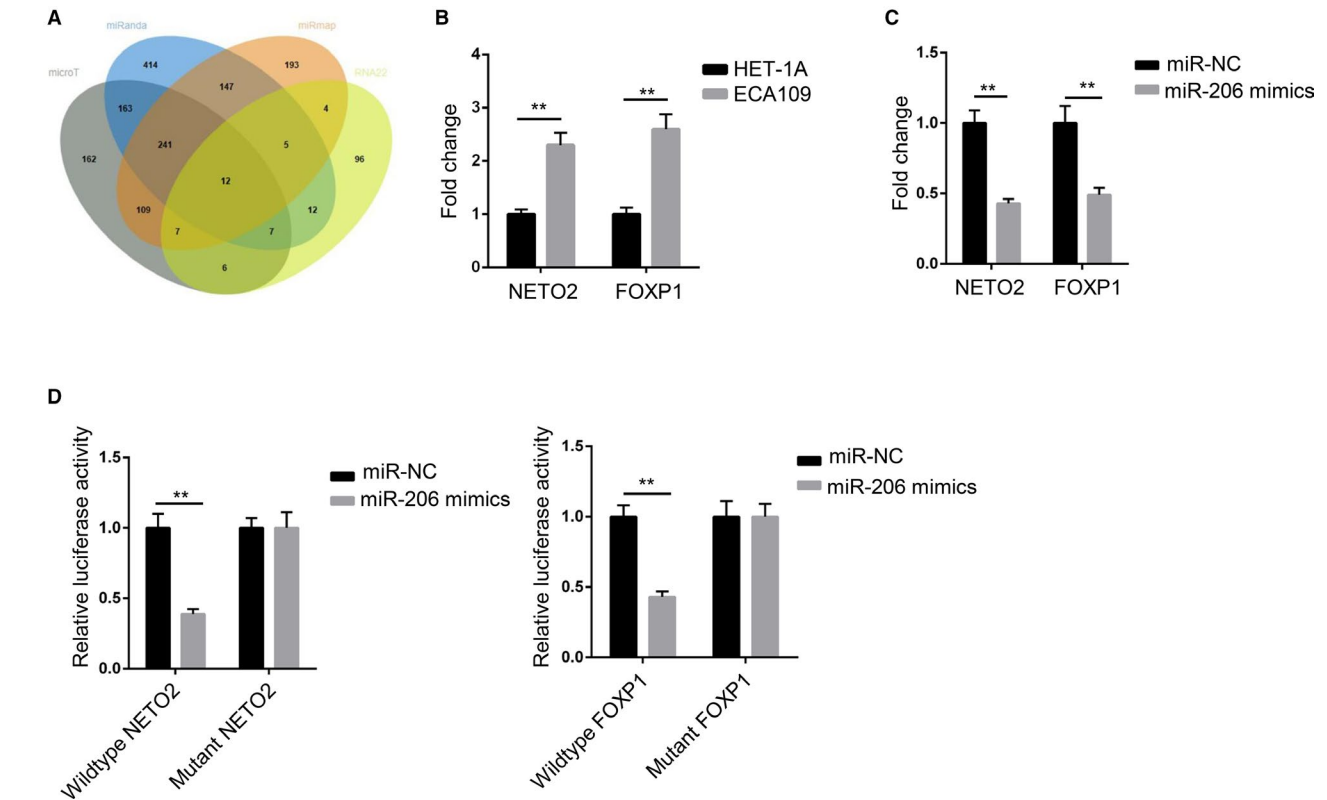 A
miRanda
miRmap
microT
RNA22
414
193
147
163
4
241
5
162
96
12
109
12
7
7
6
B
4
3
2
1
0
Fold change
**
**
HET-1A
ECA109
NETO2
FOXP1
C
1.5
1.0
0.5
0.0
Fold change
**
**
miR-NC
miR-206 mimics
NETO2
FOXP1
D
1.5
1.0
0.5
0.0
Relative luciferase activity
**
miR-NC
miR-206 mimics
Wildtype NETO2
Mutant NETO2
1.5
1.0
0.5
0.0
Relative luciferase activity
**
miR-NC
miR-206 mimics
Wildtype FOXP1
Mutant FOXP1